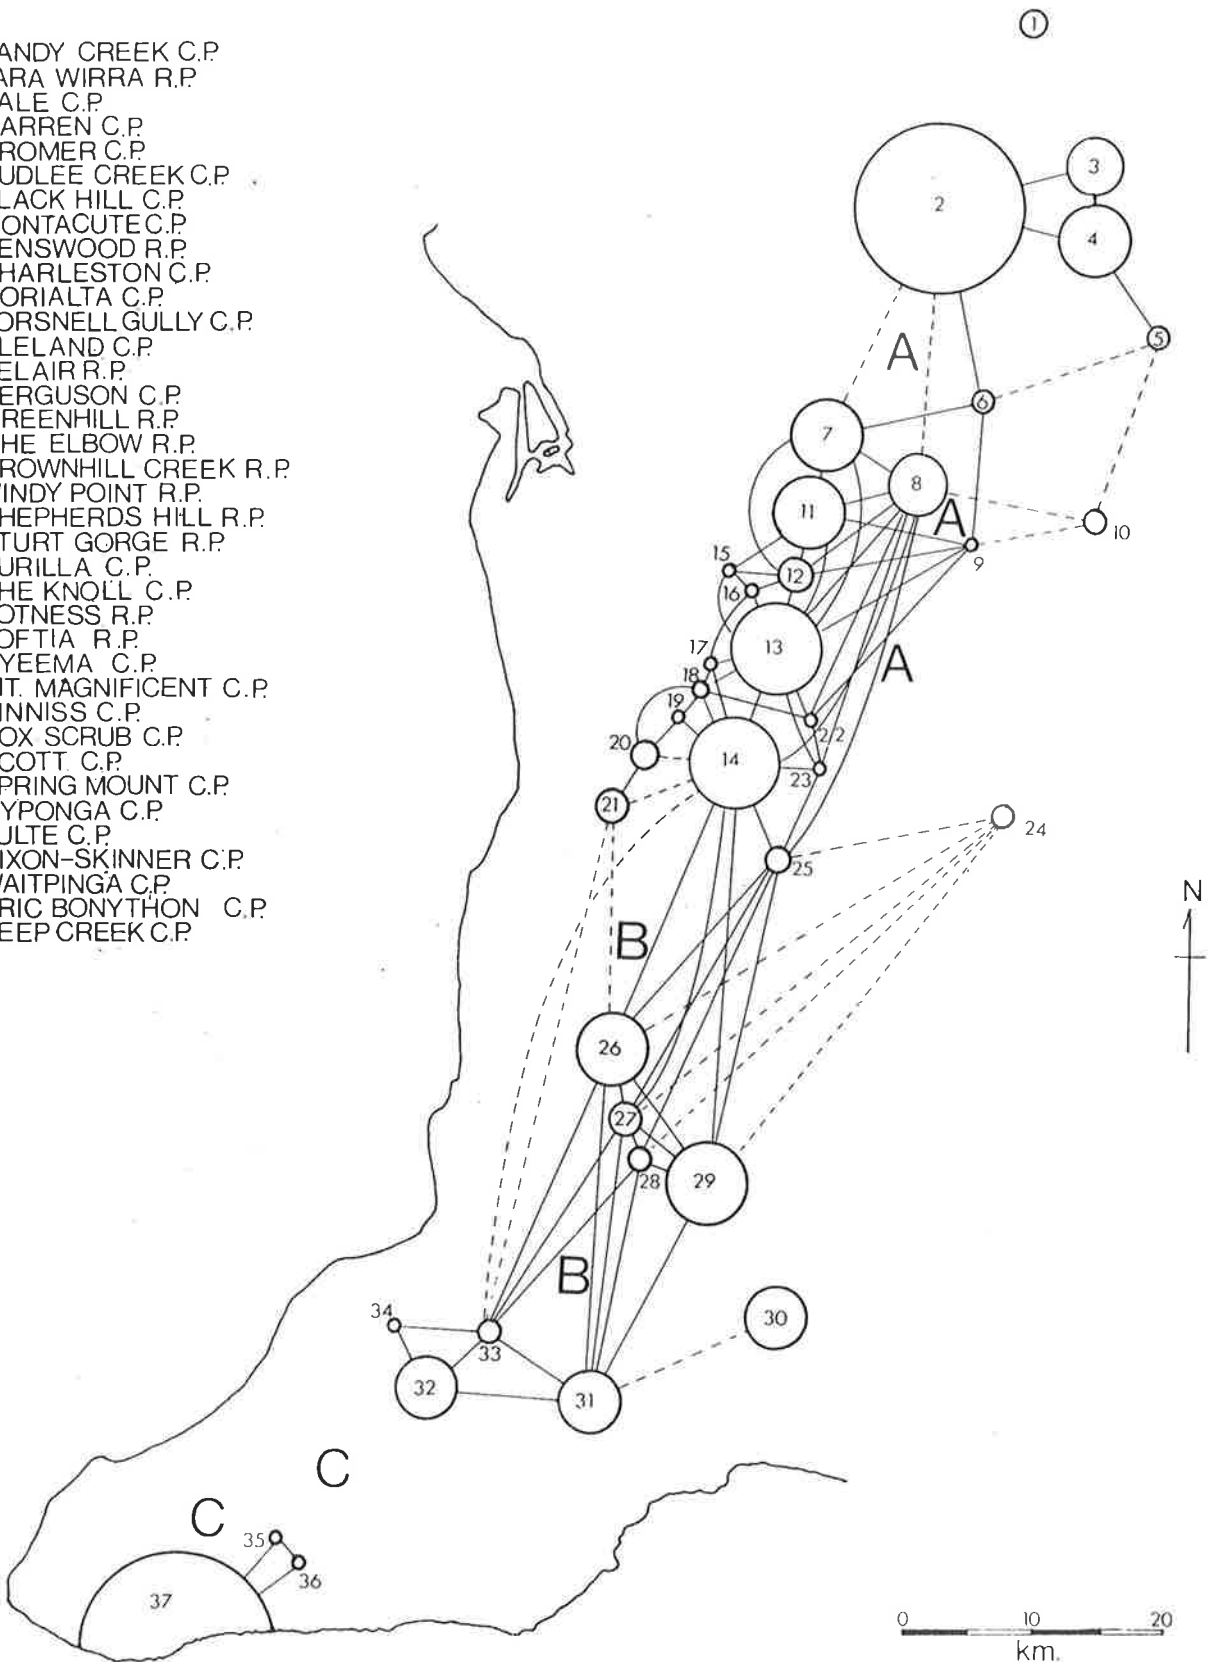 ANDY CREEK C.P.
ARA WIRRA R.P.
ALE C.P.
ARREN C.P.
ROMER C.P.
UDLEE CREEK C.P.
LACK HILL C.P.
ONTACUTE C.P.
ENSWOOD R.P.
HARLESTON C.P.
ORIALTA C.P.
ORSNELL GULLY C.P.
LELAND C.P.
ELAIR R.P.
ERGUSON C.P.
REENHILL R.P.
HE ELBOW R.P.
ROWNHILL CREEK R.P.
INDY POINT R.P.
HEPHERDS HILL R.P.
TURT GORGE R.P.
URILLA C.P.
HE KNOLL C.P.
OTNESS R.P.
OFTIA R.P.
YEEMA C.P.
T. MAGNIFICENT C.P.
INNISS C.P.
OX SCRUB C.P.
COTT C.P.
PRING MOUNT C.P.
YPONGA C.P.
ULTE C.P.
IXON-SKINNER C.P.
AITPINGA C.P.
RIC BONYTHON C.P.
EEP CREEK C.P.
1
2
3
4
5
A
6
7
8
A
11
10
9
15
12
16
13
17
A
18
19
22
20
14
23
21
24
25
N
B
26
27
28
29
B
30
34
33
32
31
C
C
35
36
37
0 10 20
km.